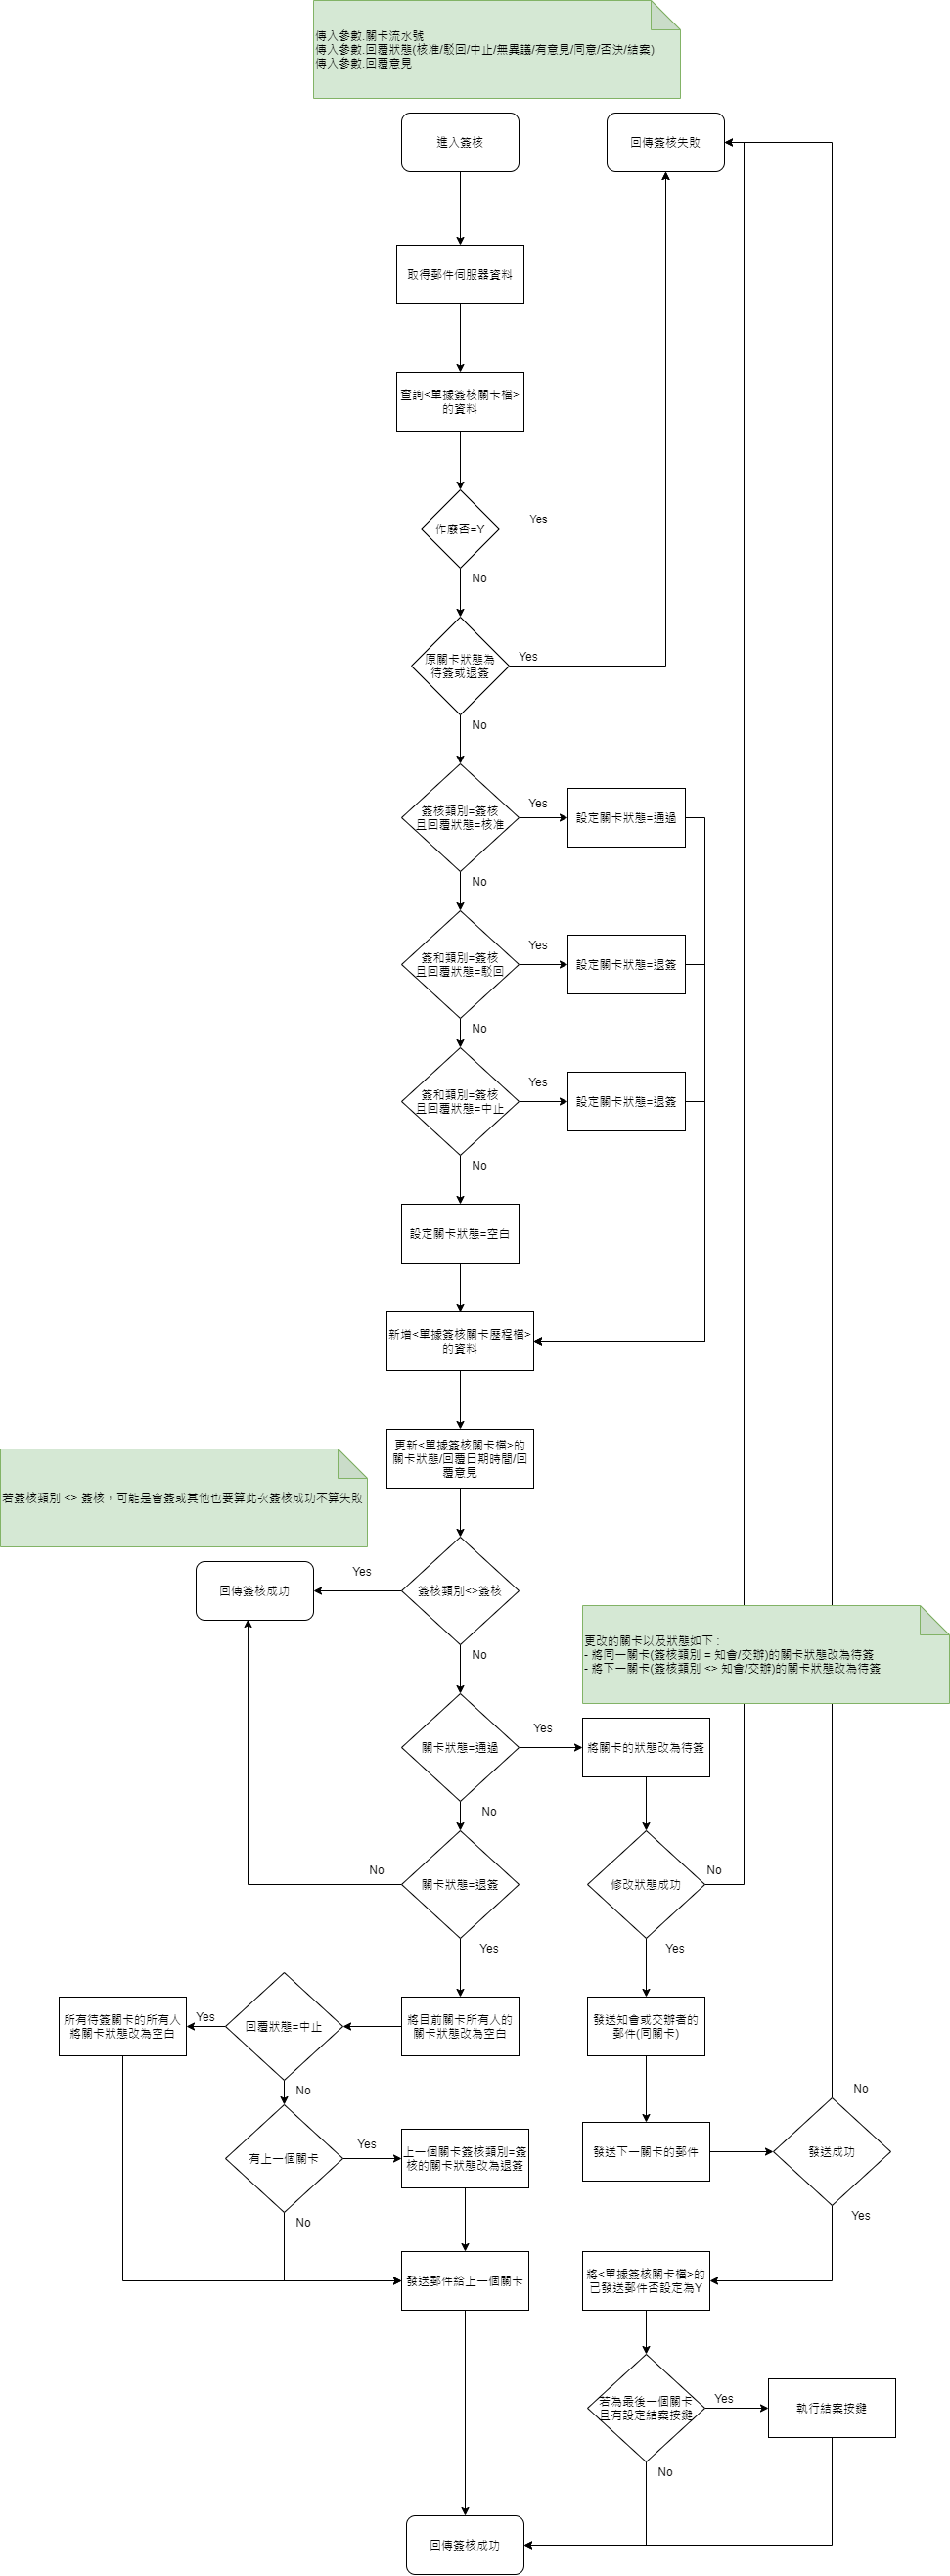 傳入參數.關卡流水號
傳入參數.回覆狀態(核准/駁回/中止/無異議/有意見/同意/否決/結案)
傳入參數.回覆意見
進入簽核
回傳簽核失敗
取得郵件伺服器資料
查詢<單據簽核關卡檔>
的資料
作廢否=Y
Yes
No
原關卡狀態為
待簽或退簽
Yes
No
簽核類別=簽核
且回覆狀態=核准
Yes
設定關卡狀態=通過
No
簽和類別=簽核
且回覆狀態=駁回
Yes
設定關卡狀態=退簽
No
簽和類別=簽核
且回覆狀態=中止
Yes
設定關卡狀態=退簽
No
設定關卡狀態=空白
新增<單據簽核關卡歷程檔>
的資料
更新<單據簽核關卡檔>的
關卡狀態/回覆日期時間/回
覆意見
若簽核類別 <> 簽核，可能是會簽或其他也要算此次簽核成功不算失敗
簽核類別<>簽核
Yes
回傳簽核成功
No
更改的關卡以及狀態如下 :
- 將同一關卡(簽核類別 = 知會/交辦)的關卡狀態改為待簽
- 將下一關卡(簽核類別 <> 知會/交辦)的關卡狀態改為待簽
關卡狀態=通過
Yes
將關卡的狀態改為待簽
No
關卡狀態=退簽
No
Yes
修改狀態成功
No
Yes
將目前關卡所有人的
關卡狀態改為空白
回覆狀態=中止
Yes
所有待簽關卡的所有人
將關卡狀態改為空白
No
發送知會或交辦者的
郵件(同關卡)
有上一個關卡
Yes
上一個關卡簽核類別=簽
核的關卡狀態改為退簽
No
發送下一關卡的郵件
發送成功
No
Yes
發送郵件給上一個關卡
將<單據簽核關卡檔>的
已發送郵件否設定為Y
若為最後一個關卡
且有設定結案按鍵
Yes
執行結案按鍵
No
回傳簽核成功